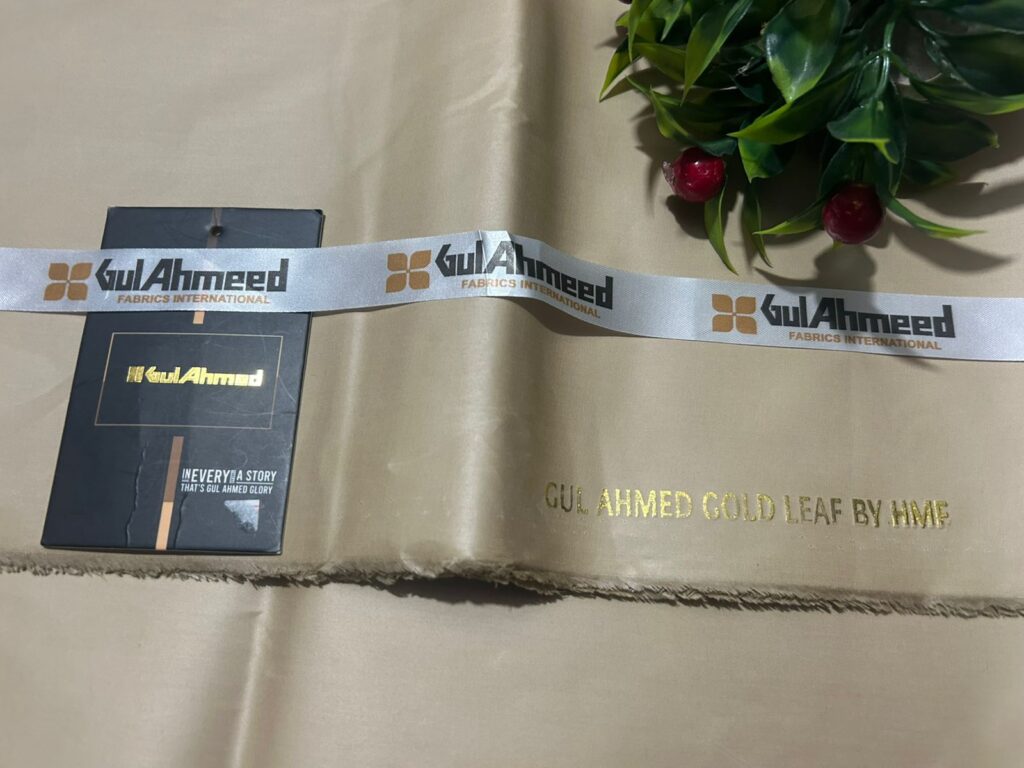 GulAhmeed
FABRICS INTERNATIONAL
GulAhmeed
FABRICS INTERNATIONAL
GulAhmeed
FABRICS INTERNATIONAL
GulAhmed
IN EVERY A STORY
THAT'S GUL AHMED GLORY
GUL AHMED GOLD LEAF BY HMF